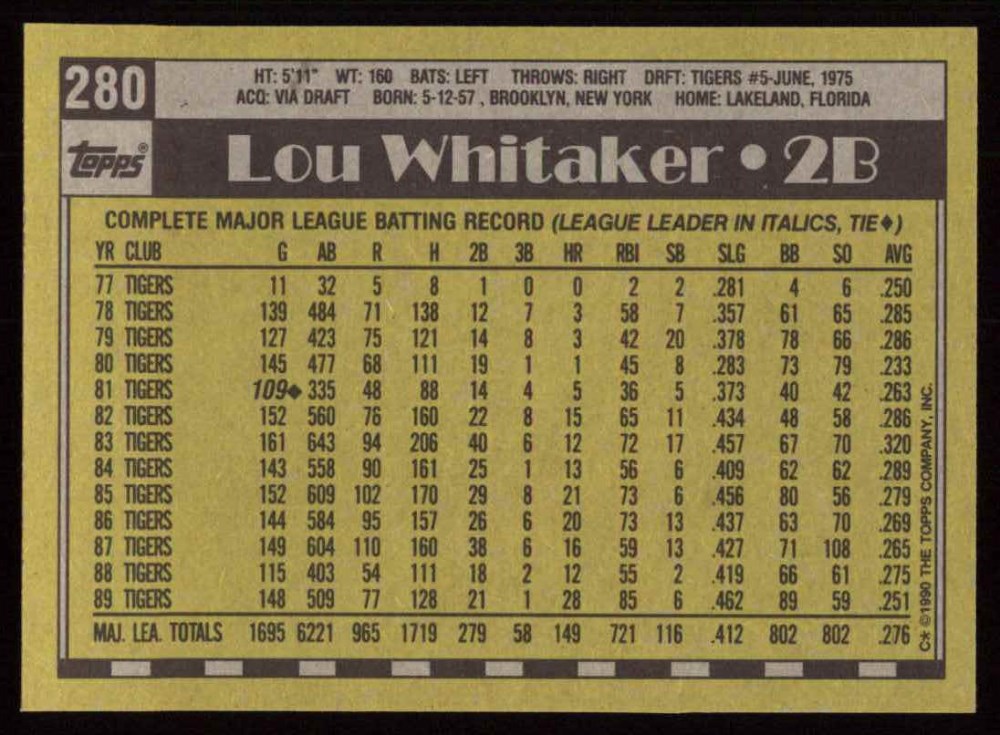 280
HT: 5'11" WT: 160 BATS: LEFT THROWS: RIGHT DRFT: TIGERS #5-JUNE, 1975
ACQ: VIA DRAFT BORN: 5-12-57 , BROOKLYN, NEW YORK HOME: LAKELAND, FLORIDA
topps®
Lou Whitaker • 2B
COMPLETE MAJOR LEAGUE BATTING RECORD (LEAGUE LEADER IN ITALICS, TIE♦)
YR CLUB G AB R H 2B 3B HR RBI SB SLG BB SO AVG
77 TIGERS 11 32 5 8 1 0 0 2 2 .281 4 6 .250
78 TIGERS 139 484 71 138 12 7 3 58 7 .357 61 65 .285
79 TIGERS 127 423 75 121 14 8 3 42 20 .378 78 66 .286
80 TIGERS 145 477 68 111 19 1 1 45 8 .283 73 79 .233
81 TIGERS 109♦ 335 48 88 14 4 5 36 5 .373 40 42 .263
82 TIGERS 152 560 76 160 22 8 15 65 11 .434 48 58 .286
83 TIGERS 161 643 94 206 40 6 12 72 17 .457 67 70 .320
84 TIGERS 143 558 90 161 25 1 13 56 6 .409 62 62 .289
85 TIGERS 152 609 102 170 29 8 21 73 6 .456 80 56 .279
86 TIGERS 144 584 95 157 26 6 20 73 13 .437 63 70 .269
87 TIGERS 149 604 110 160 38 6 16 59 13 .427 71 108 .265
88 TIGERS 115 403 54 111 18 2 12 55 2 .419 66 61 .275
89 TIGERS 148 509 77 128 21 1 28 85 6 .462 89 59 .251
MAJ. LEA. TOTALS 1695 6221 965 1719 279 58 149 721 116 .412 802 802 .276
C* ©1990 THE TOPPS COMPANY, INC.